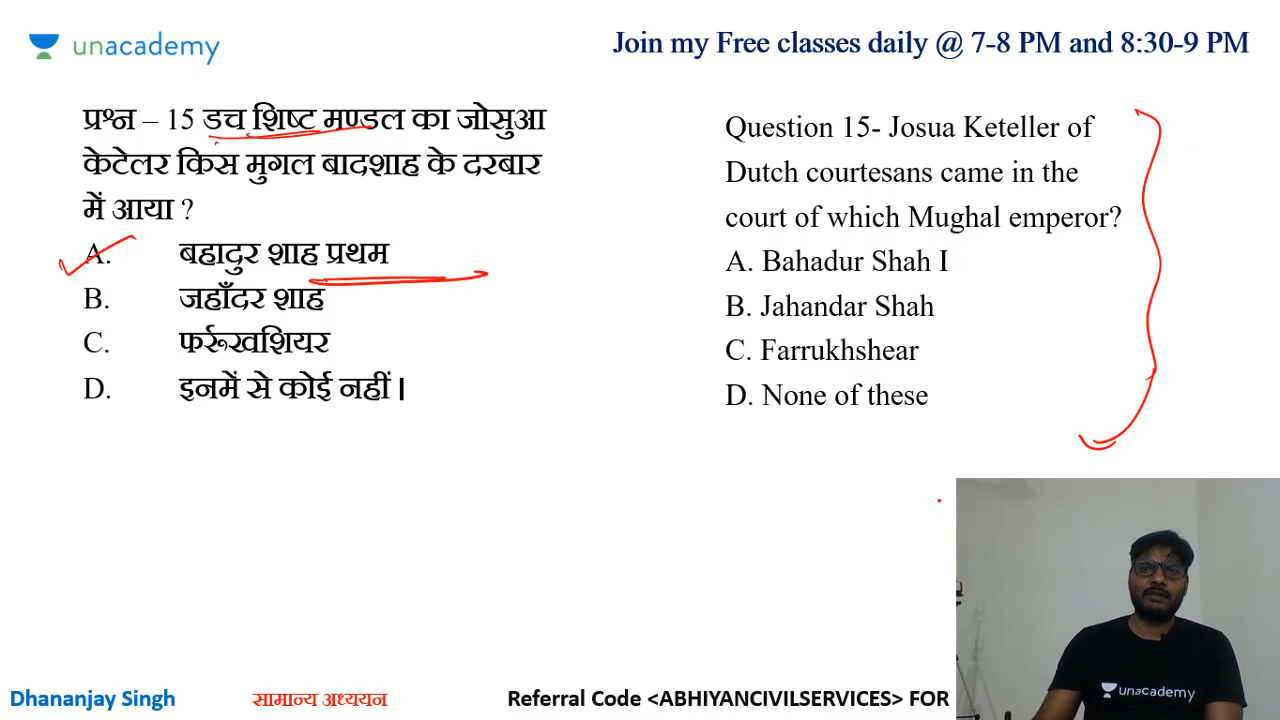 unacademy
Join my Free classes daily @ 7-8 PM and 8:30-9 PM
प्रश्न – 15 डच शिष्ट मण्डल का जोसुआ
केटेलर किस मुगल बादशाह के दरबार
में आया ?
A. बहादुर शाह प्रथम
B. जहाँदर शाह
C. फर्रूखशियर
D. इनमें से कोई नहीं।
Question 15- Josua Keteller of
Dutch courtesans came in the
court of which Mughal emperor?
A. Bahadur Shah I
B. Jahandar Shah
C. Farrukhshear
D. None of these
unacademy
Dhananjay Singh
सामान्य अध्ययन
Referral Code <ABHIYANCIVILSERVICES> FOR